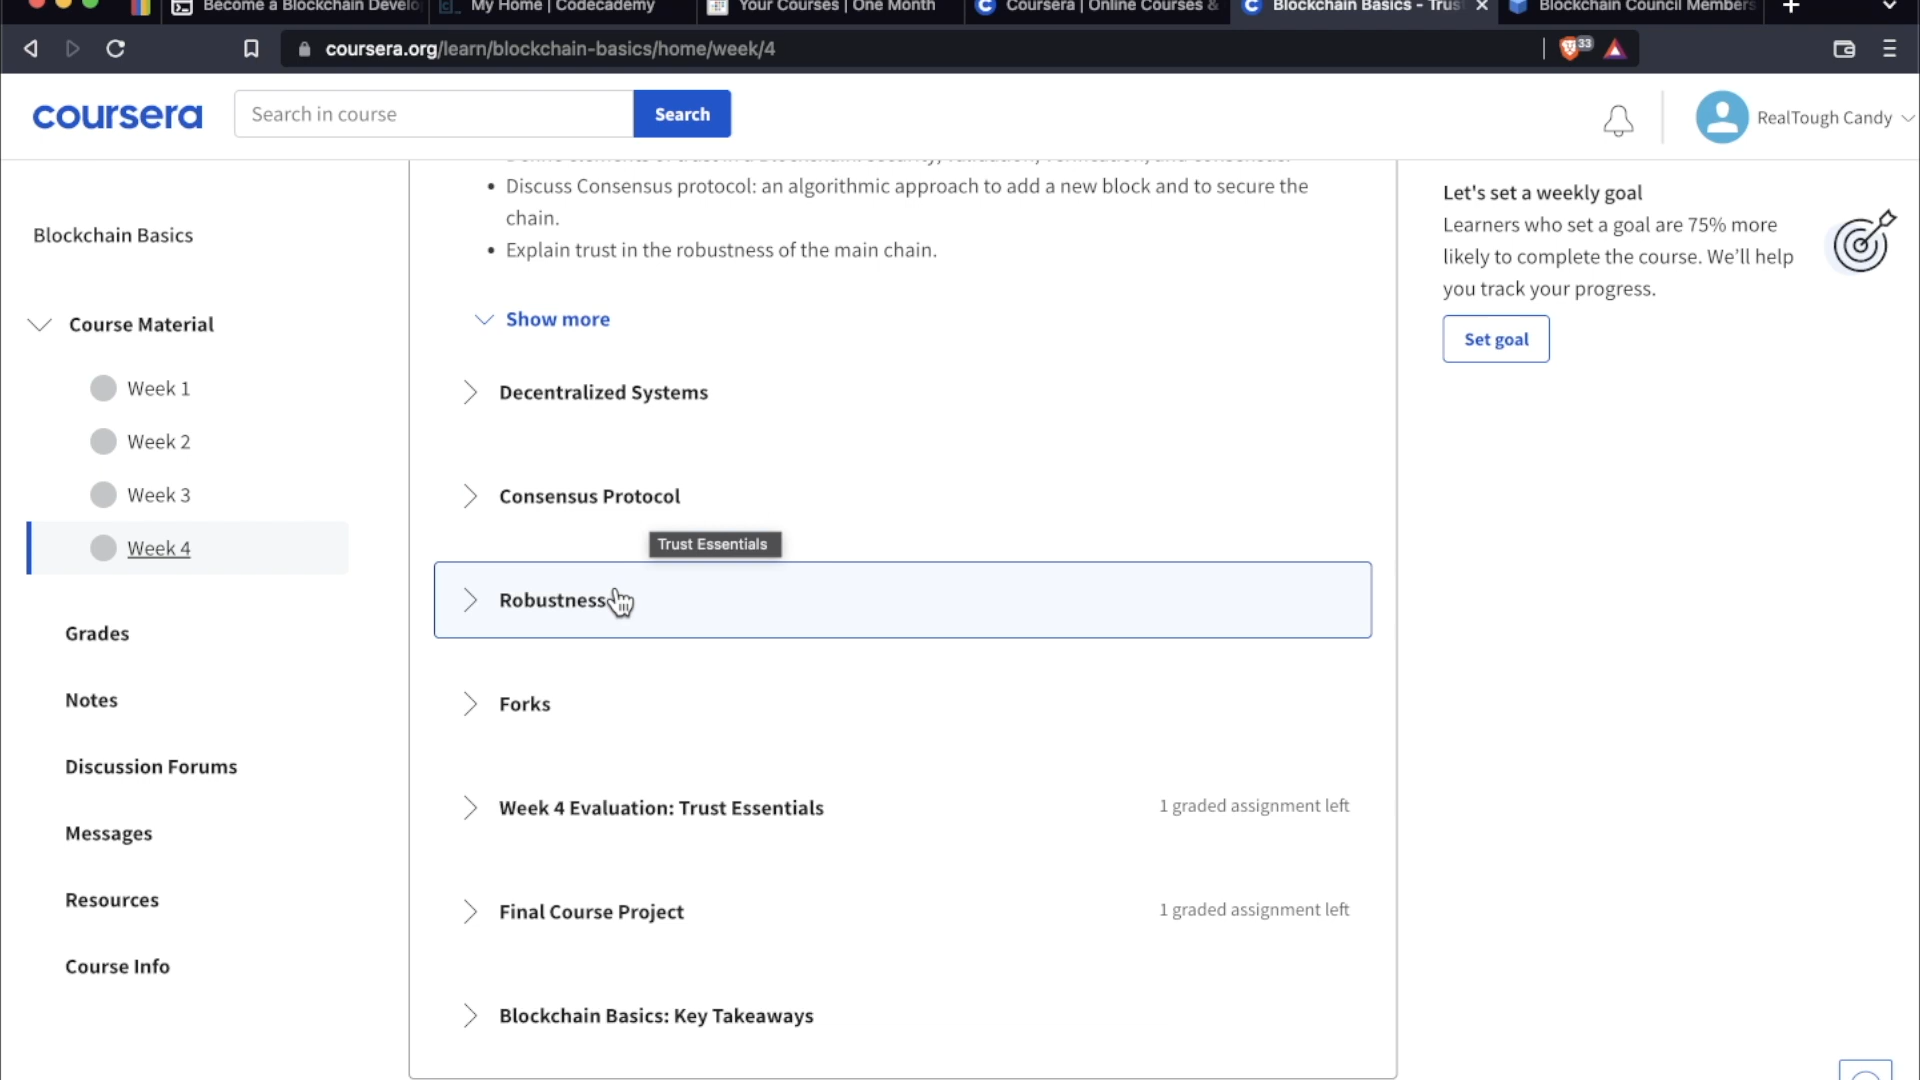 Become a Blockchain Develo
My Home | Codecademy
Your Courses | One Month
Coursera | Online Courses &
Blockchain Basics - Trus
Blockchain Council Members
coursera.org/learn/blockchain-basics/home/week/4
33
coursera
Search in course
Search
RealTough Candy
Blockchain Basics
Course Material
Week 1
Week 2
Week 3
Week 4
Grades
Notes
Discussion Forums
Messages
Resources
Course Info
• Discuss Consensus protocol: an algorithmic approach to add a new block and to secure the
chain.
• Explain trust in the robustness of the main chain.
Show more
Decentralized Systems
Consensus Protocol
Trust Essentials
Robustness
Forks
Week 4 Evaluation: Trust Essentials
1 graded assignment left
Final Course Project
1 graded assignment left
Blockchain Basics: Key Takeaways
Let's set a weekly goal
Learners who set a goal are 75% more
likely to complete the course. We'll help
you track your progress.
Set goal